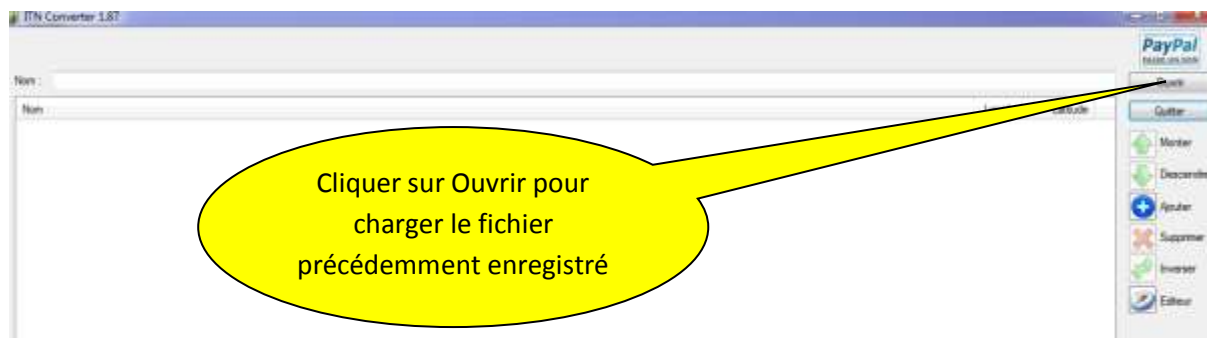 ITN Converter 1.87
PayPal
Nom :
Ouvrir
Nom
Quitter
Monter
Descendre
Ajouter
Supprimer
Inverser
Editeur
Cliquer sur Ouvrir pour
charger le fichier
précédemment enregistré